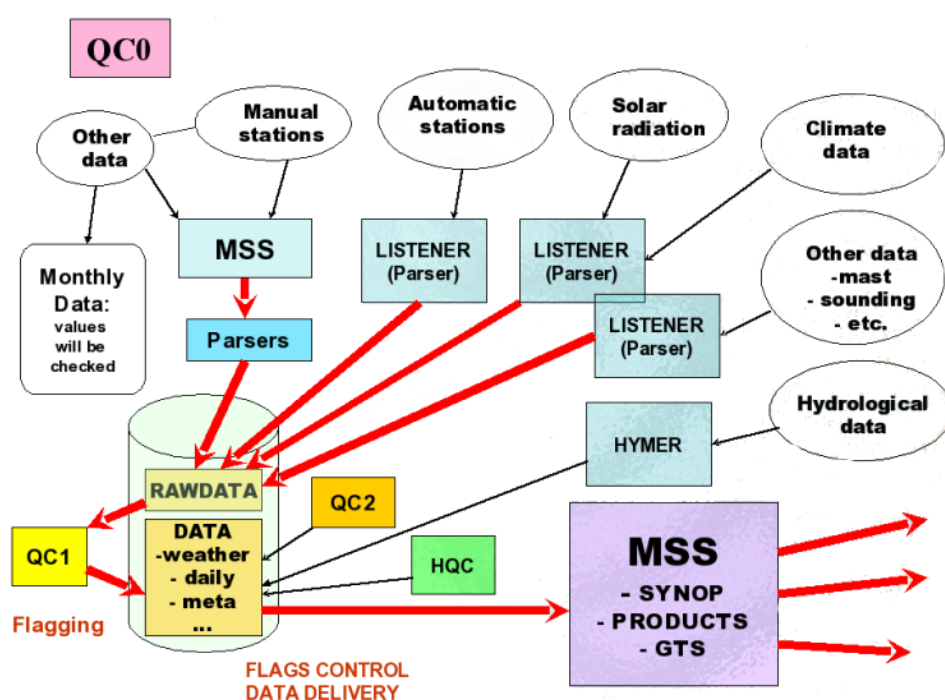 QC0
Other
data
Manual
stations
Automatic
stations
Solar
radiation
Climate
data
Monthly
Data:
values
will be
checked
MSS
LISTENER
(Parser)
LISTENER
(Parser)
Other data
-mast
- sounding
- etc.
Parsers
LISTENER
(Parser)
Hydrological
data
HYMER
RAWDATA
QC2
QC1
DATA
-weather
- daily
- meta
...
HQC
MSS
- SYNOP
- PRODUCTS
- GTS
Flagging
FLAGS CONTROL
DATA DELIVERY